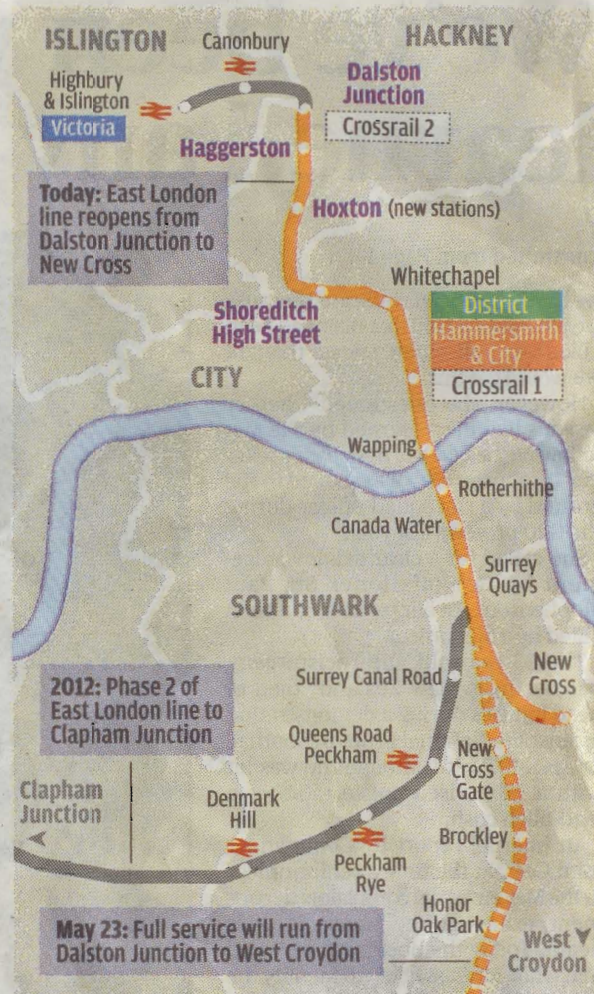 ISLINGTON
Canonbury
HACKNEY
Highbury
& Islington
Victoria
Dalston
Junction
Crossrail 2
Haggerston
Today: East London
line reopens from
Dalston Junction to
New Cross
Hoxton (new stations)
Whitechapel
District
Hammersmith
& City
Crossrail 1
Shoreditch
High Street
CITY
Wapping
Rotherhithe
Canada Water
Surrey
Quays
SOUTHWARK
New
Cross
Surrey Canal Road
2012: Phase 2 of
East London line to
Clapham Junction
Queens Road
Peckham
New
Cross
Gate
Clapham
Junction
Denmark
Hill
Brockley
Peckham
Rye
Honor
Oak Park
May 23: Full service will run from
Dalston Junction to West Croydon
West
Croydon